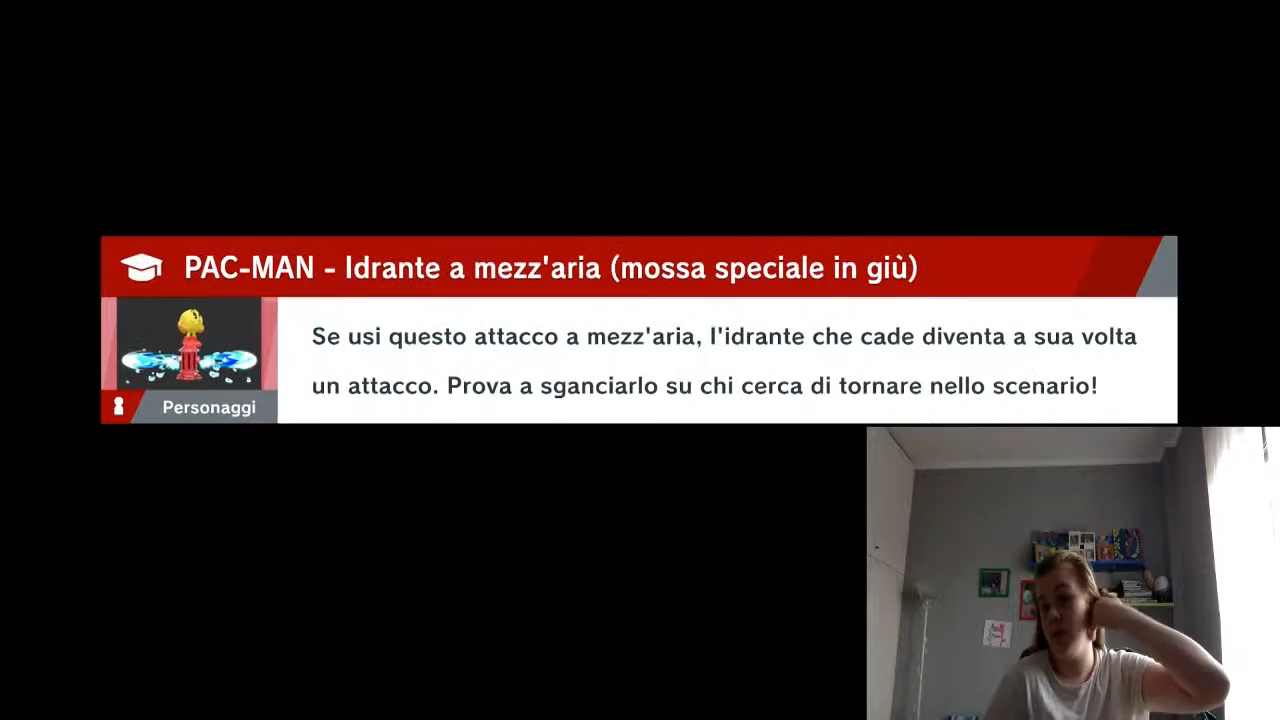 PAC-MAN - Idrante a mezz'aria (mossa speciale in giù)
Se usi questo attacco a mezz'aria, l'idrante che cade diventa a sua volta
un attacco. Prova a sganciarlo su chi cerca di tornare nello scenario!
Personaggi